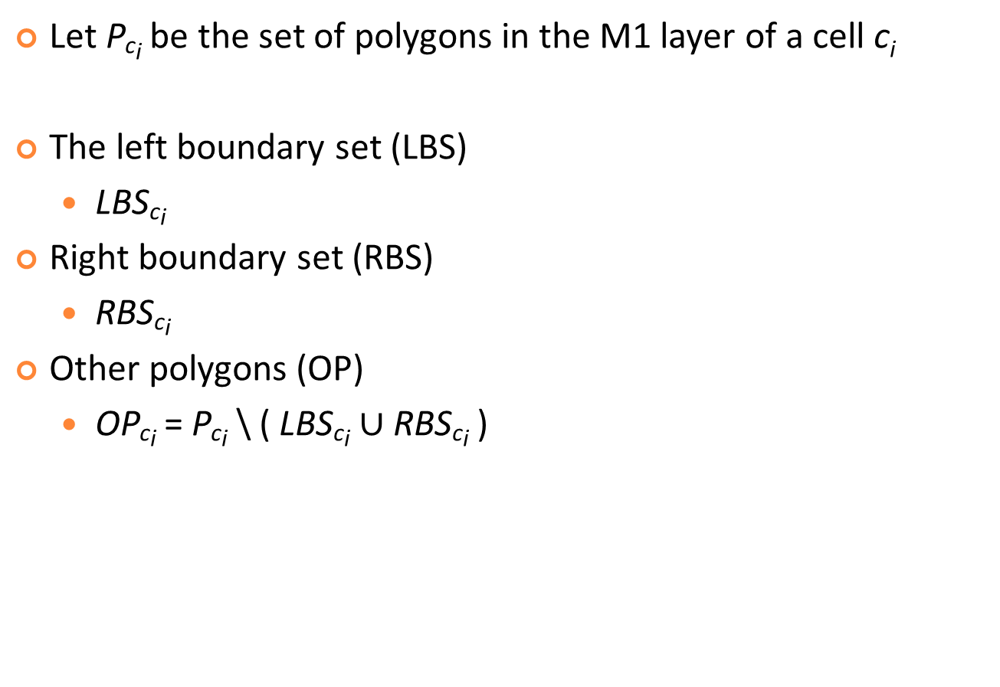 Let P_{c_i} be the set of polygons in the M1 layer of a cell c_i
The left boundary set (LBS)
LBS_{c_i}
Right boundary set (RBS)
RBS_{c_i}
Other polygons (OP)
OP_{c_i} = P_{c_i} \ ( LBS_{c_i} ∪ RBS_{c_i} )